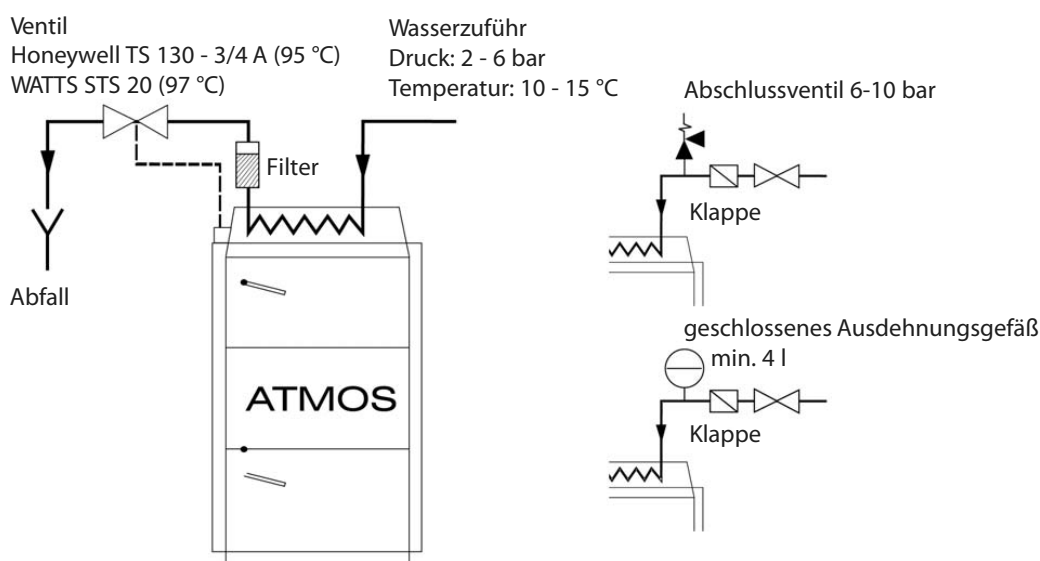 Ventil
Honeywell TS 130 - 3/4 A (95 °C)
WATTS STS 20 (97 °C)
Wasserzuführ
Druck: 2 - 6 bar
Temperatur: 10 - 15 °C
Abschlussventil 6-10 bar
Filter
Klappe
Abfall
geschlossenes Ausdehnungsgefäß
min. 4 l
ATMOS
Klappe